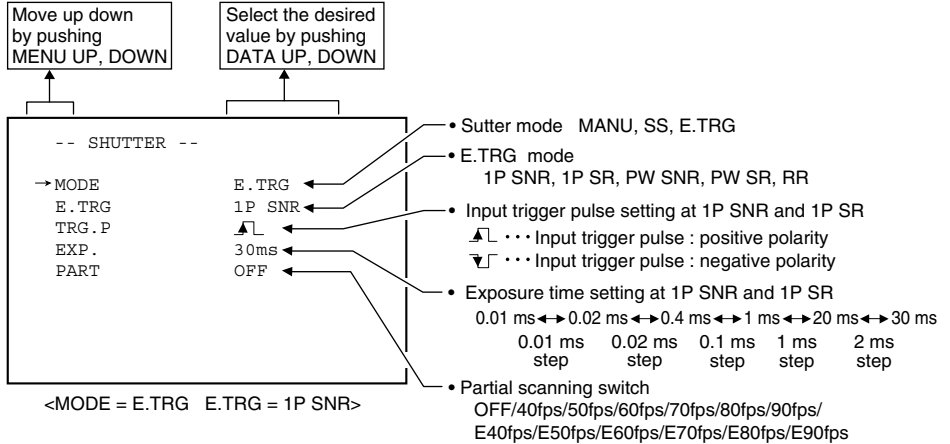 Move up down
by pushing
MENU UP, DOWN
Select the desired
value by pushing
DATA UP, DOWN
-- SHUTTER --
→MODE E.TRG
E.TRG 1P SNR
TRG.P
EXP. 30ms
PART OFF
<MODE = E.TRG E.TRG = 1P SNR>
• Sutter mode MANU, SS, E.TRG
• E.TRG mode
1P SNR, 1P SR, PW SNR, PW SR, RR
• Input trigger pulse setting at 1P SNR and 1P SR
··· Input trigger pulse : positive polarity
··· Input trigger pulse : negative polarity
• Exposure time setting at 1P SNR and 1P SR
0.01 ms↔0.02 ms↔0.4 ms↔1 ms↔20 ms↔30 ms
0.01 ms 0.02 ms 0.1 ms 1 ms 2 ms
step step step step step
• Partial scanning switch
OFF/40fps/50fps/60fps/70fps/80fps/90fps/
E40fps/E50fps/E60fps/E70fps/E80fps/E90fps